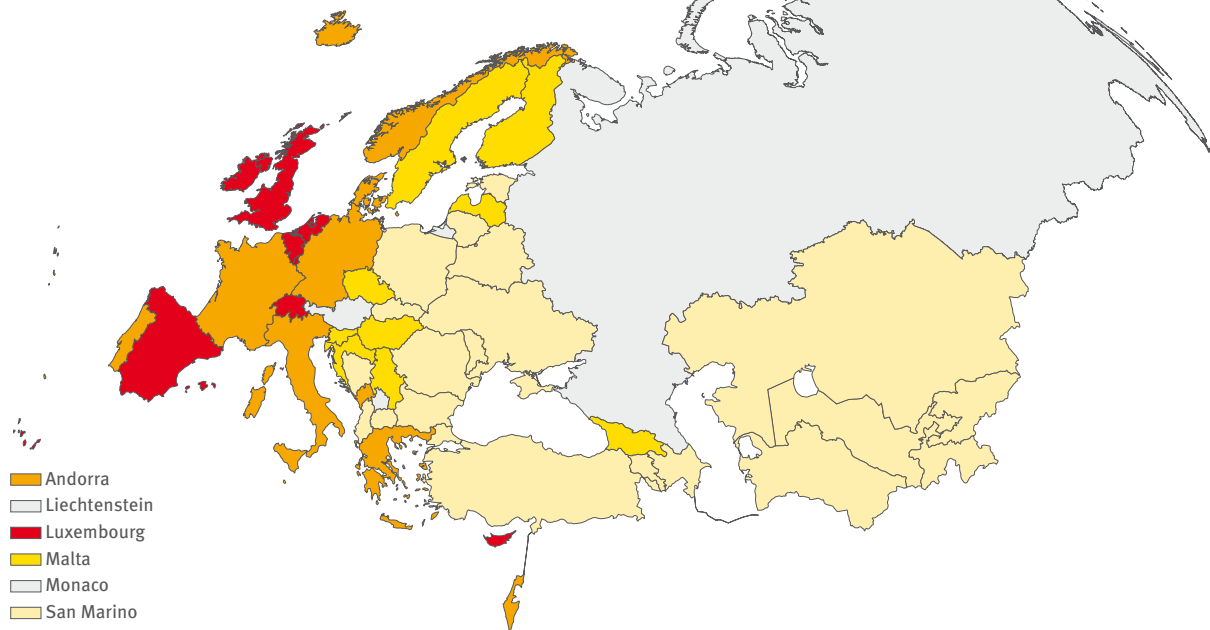 Andorra
Liechtenstein
Luxembourg
Malta
Monaco
San Marino